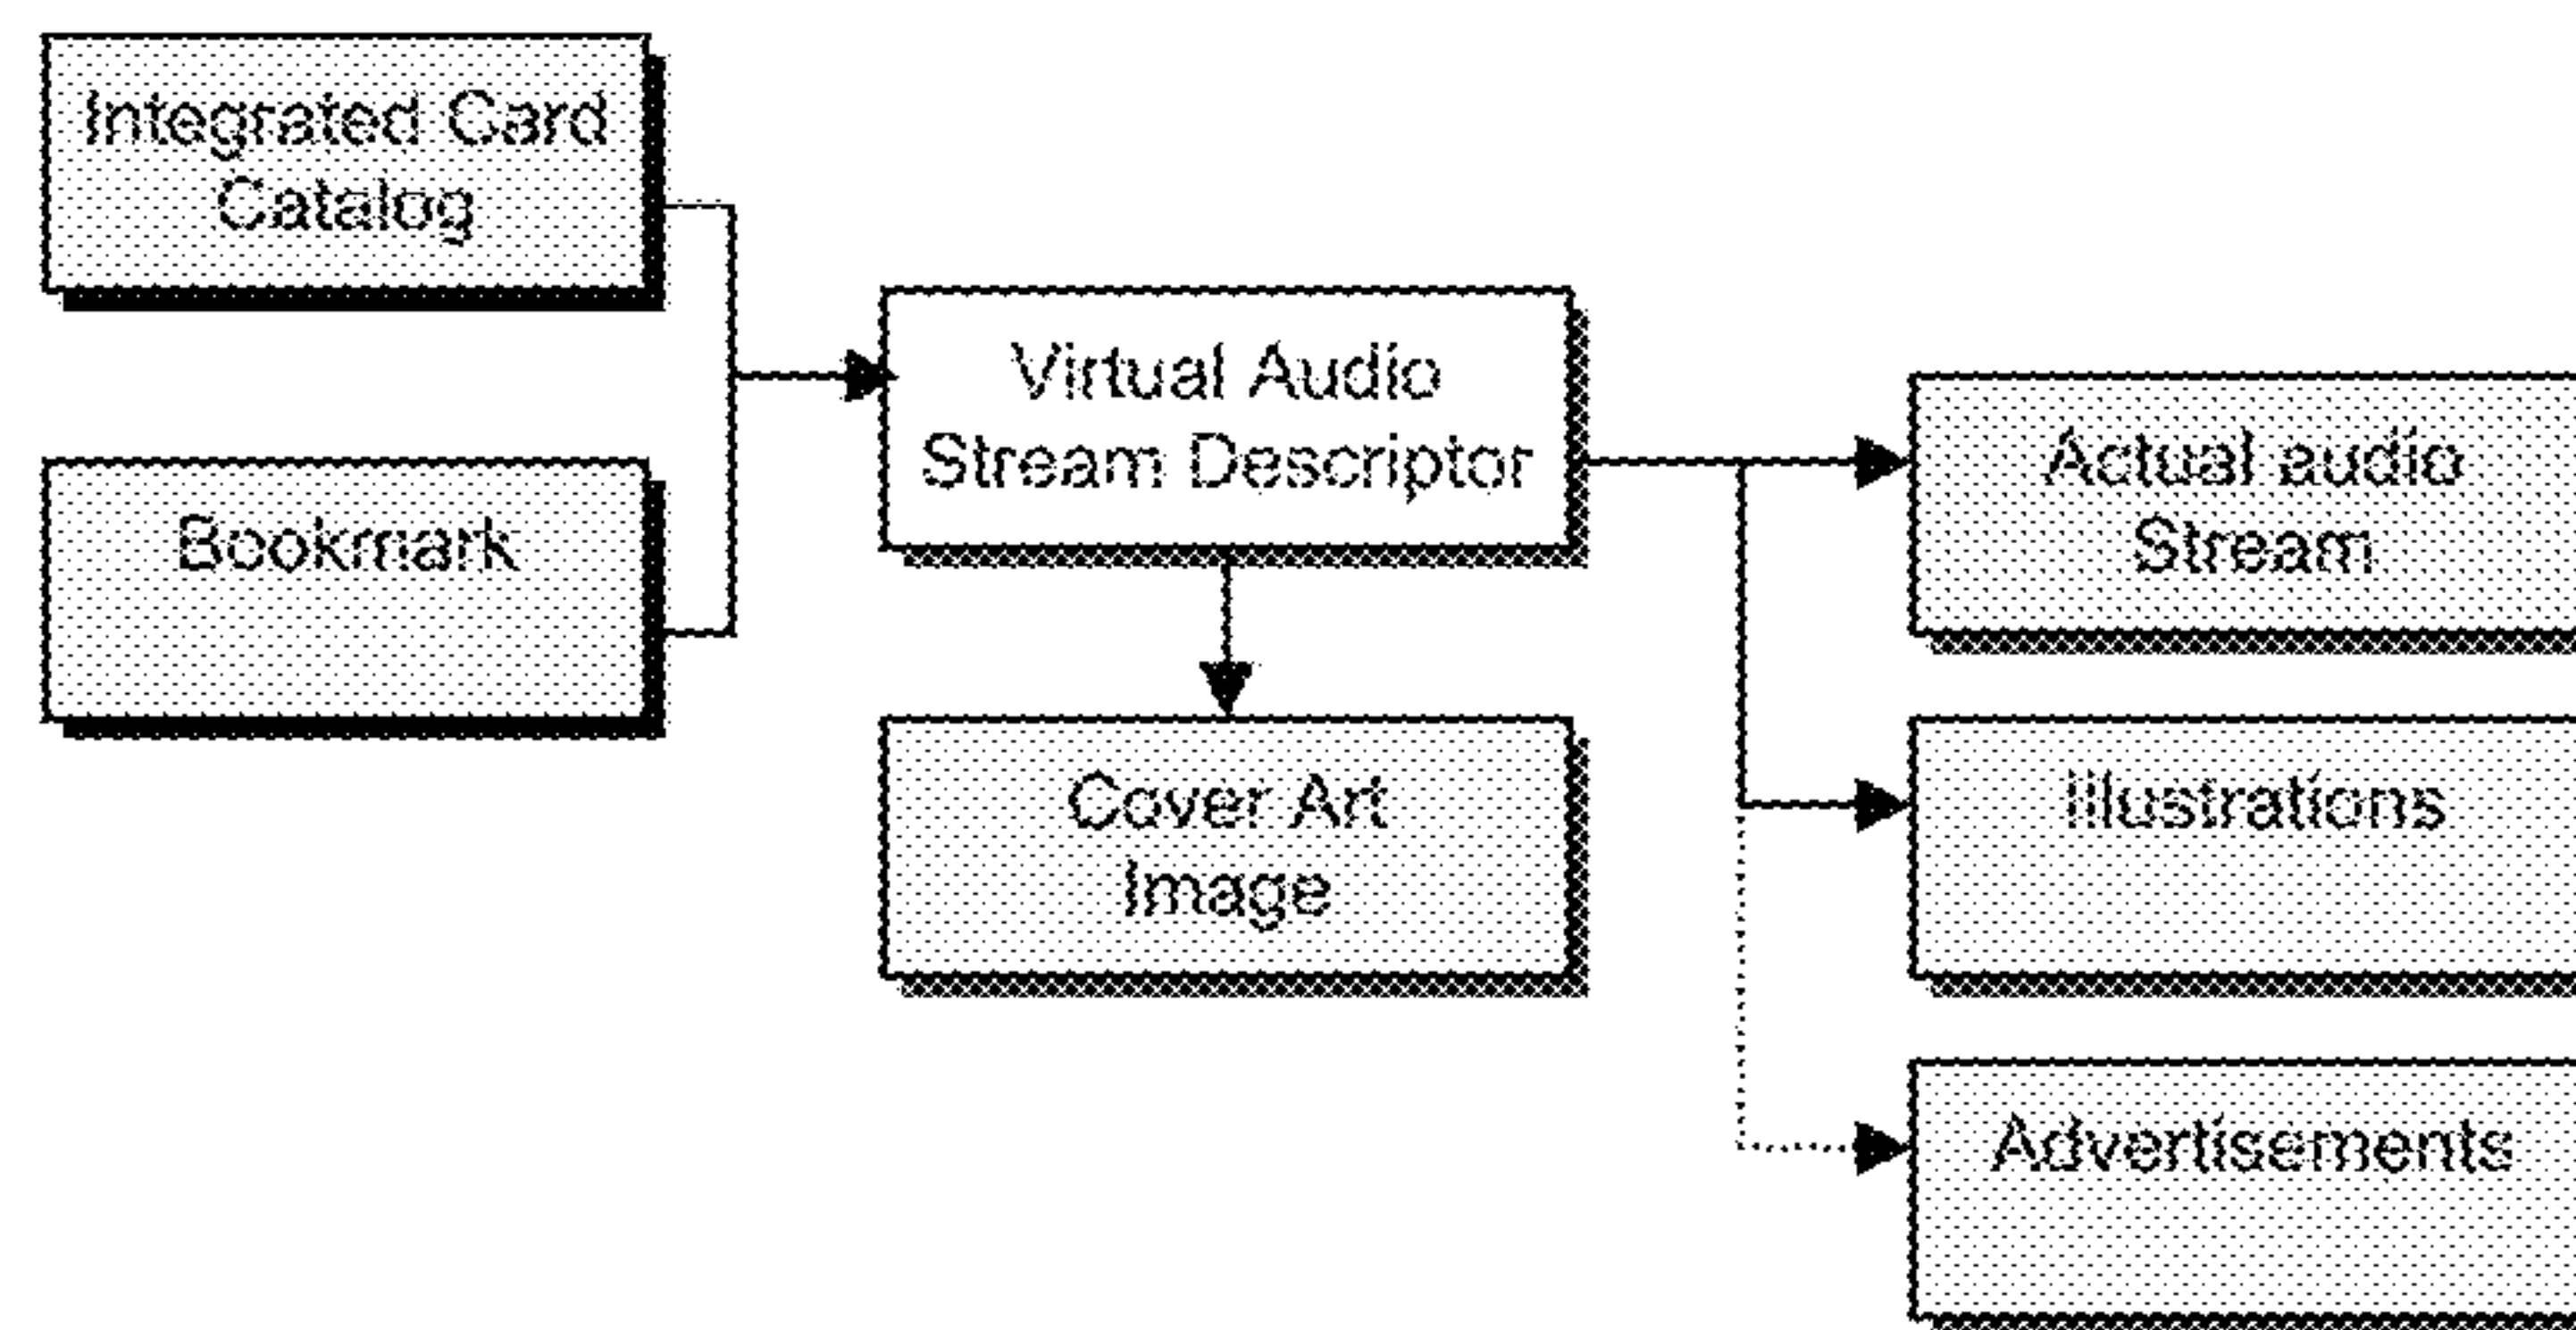 Integrated Card
Catalog
Bookmark
Virtual Audio
Stream Descriptor
Cover Art
Image
Actual audio
Stream
Illustrations
Advertisements